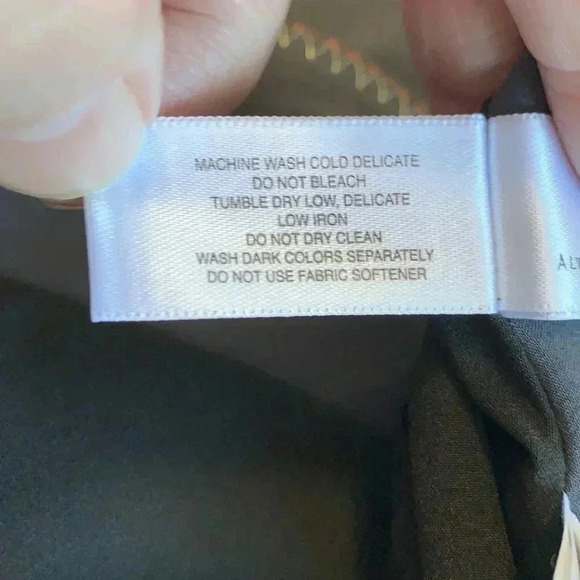 MACHINE WASH COLD DELICATE
DO NOT BLEACH
TUMBLE DRY LOW, DELICATE
LOW IRON
DO NOT DRY CLEAN
WASH DARK COLORS SEPARATELY
DO NOT USE FABRIC SOFTENER